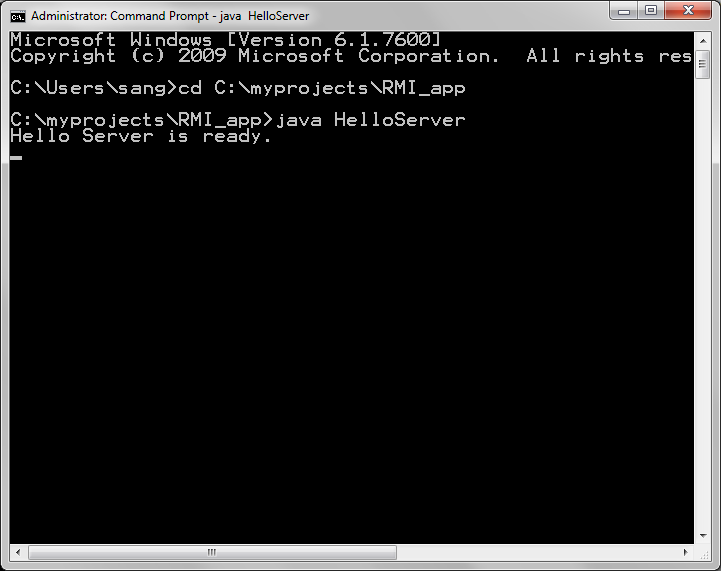 Administrator: Command Prompt - java  HelloServer
Microsoft Windows [Version 6.1.7600]
Copyright (c) 2009 Microsoft Corporation.  All rights res
C:\Users\sang>cd C:\myprojects\RMI_app
C:\myprojects\RMI_app>java HelloServer
Hello Server is ready.